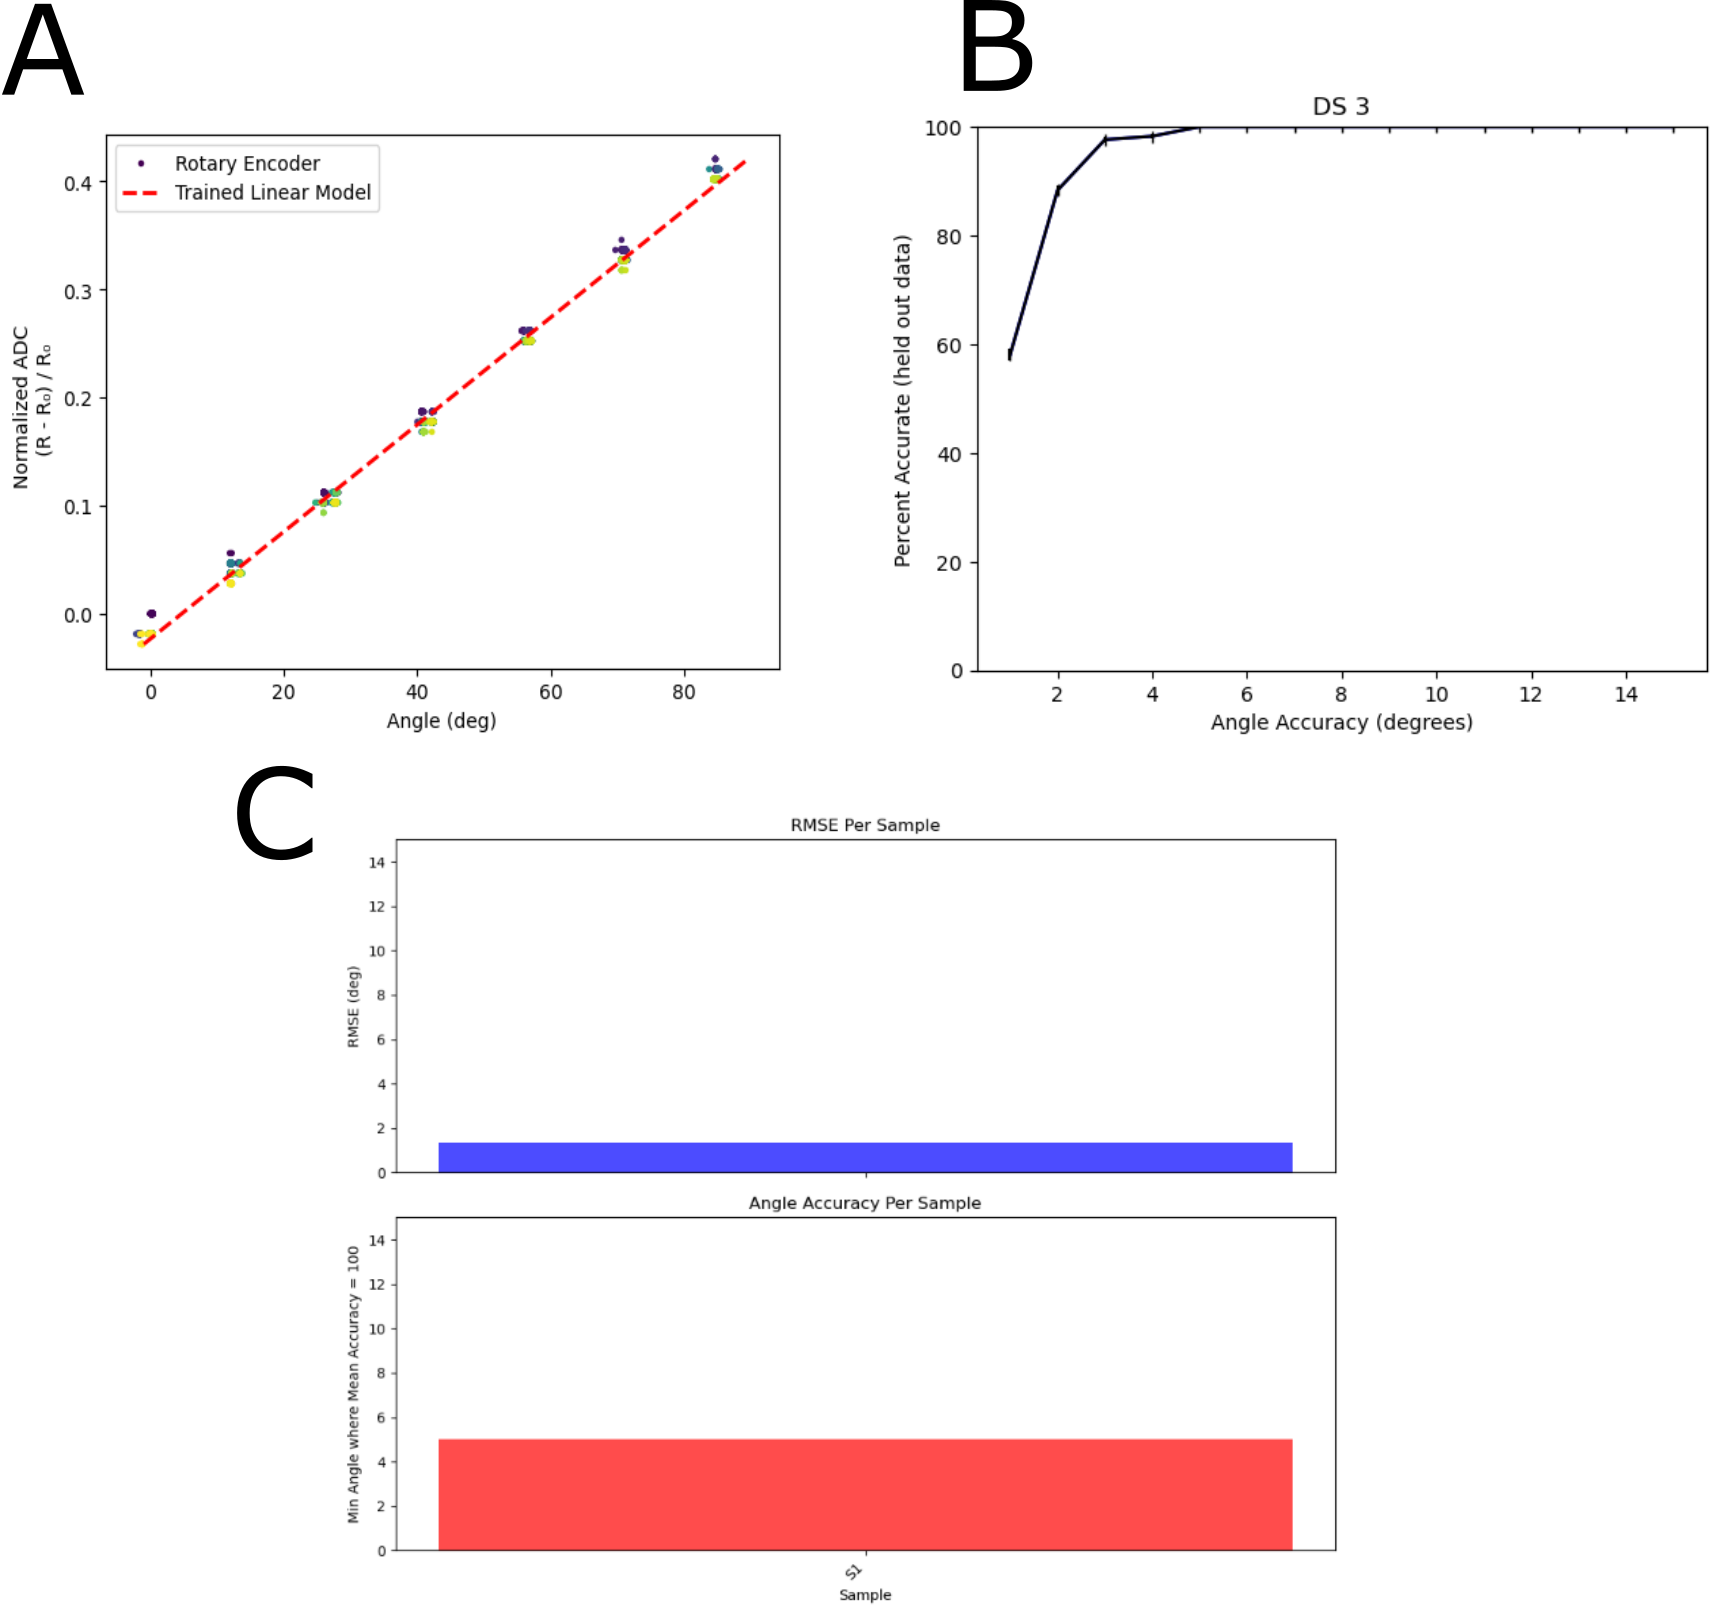 A
Rotary Encoder
Trained Linear Model
0.4
0.3
0.2
0.1
0.0
Normalized ADC
(R - R₀) / R₀
0 20 40 60 80
Angle (deg)
B
DS 3
100
80
60
40
20
0
Percent Accurate (held out data)
2 4 6 8 10 12 14
Angle Accuracy (degrees)
C
RMSE Per Sample
14
12
10
8
6
4
2
0
RMSE (deg)
Angle Accuracy Per Sample
14
12
10
8
6
4
2
0
Min Angle where Mean Accuracy = 100
S1
Sample